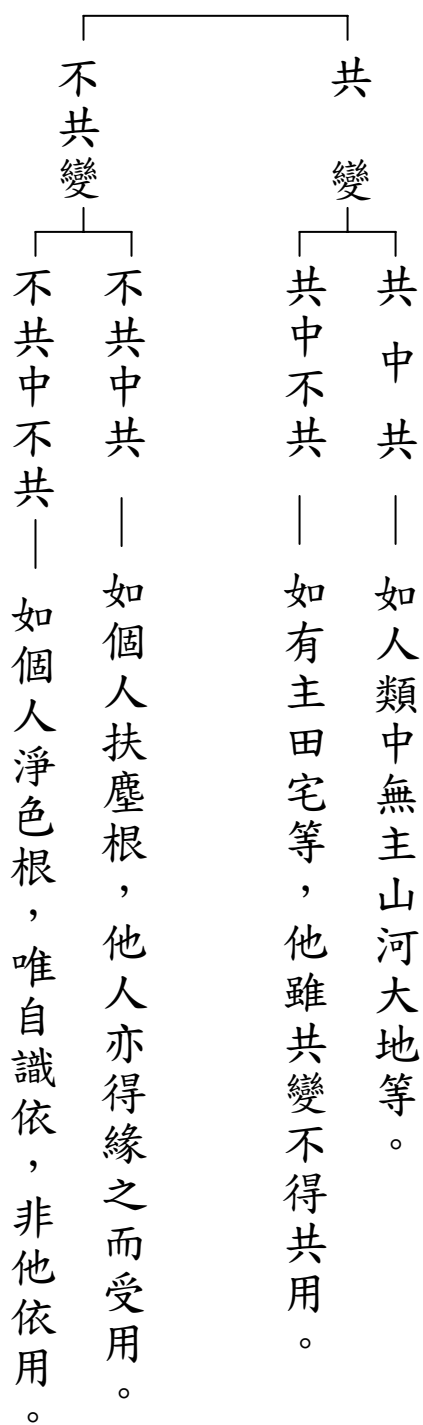 共變
共中共 — 如人類中無主山河大地等。
共中不共 — 如有主田宅等，他雖共變不得共用。
不共變
不共中共 — 如個人扶塵根，他人亦得緣之而受用。
不共中不共 — 如個人淨色根，唯自識依，非他依用。